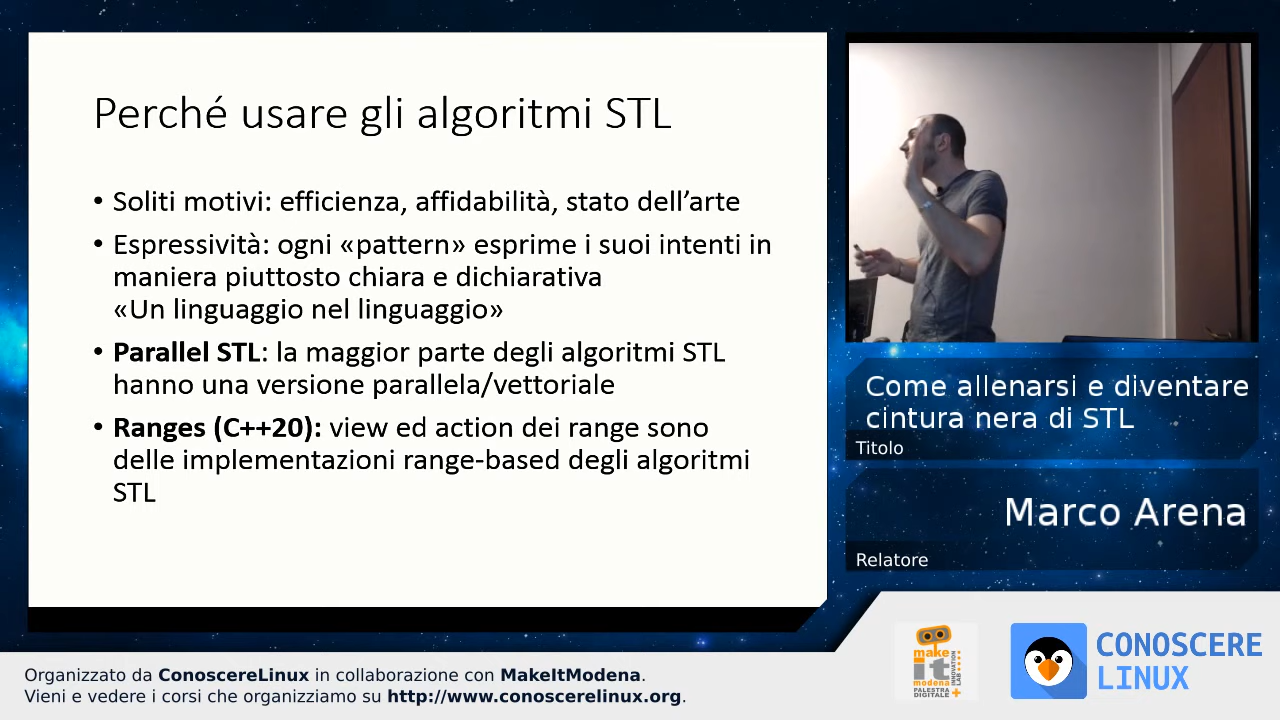 Perché usare gli algoritmi STL
• Soliti motivi: efficienza, affidabilità, stato dell’arte
• Espressività: ogni «pattern» esprime i suoi intenti in
maniera piuttosto chiara e dichiarativa
«Un linguaggio nel linguaggio»
• Parallel STL: la maggior parte degli algoritmi STL
hanno una versione parallela/vettoriale
• Ranges (C++20): view ed action dei range sono
delle implementazioni range-based degli algoritmi
STL
Come allenarsi e diventare
cintura nera di STL
Titolo
Marco Arena
Relatore
make
it
modena
PALESTRA
DIGITALE
INNOVATION
LAB
CONOSCERE
LINUX
Organizzato da ConoscereLinux in collaborazione con MakeItModena.
Vieni e vedere i corsi che organizziamo su http://www.conoscerelinux.org.